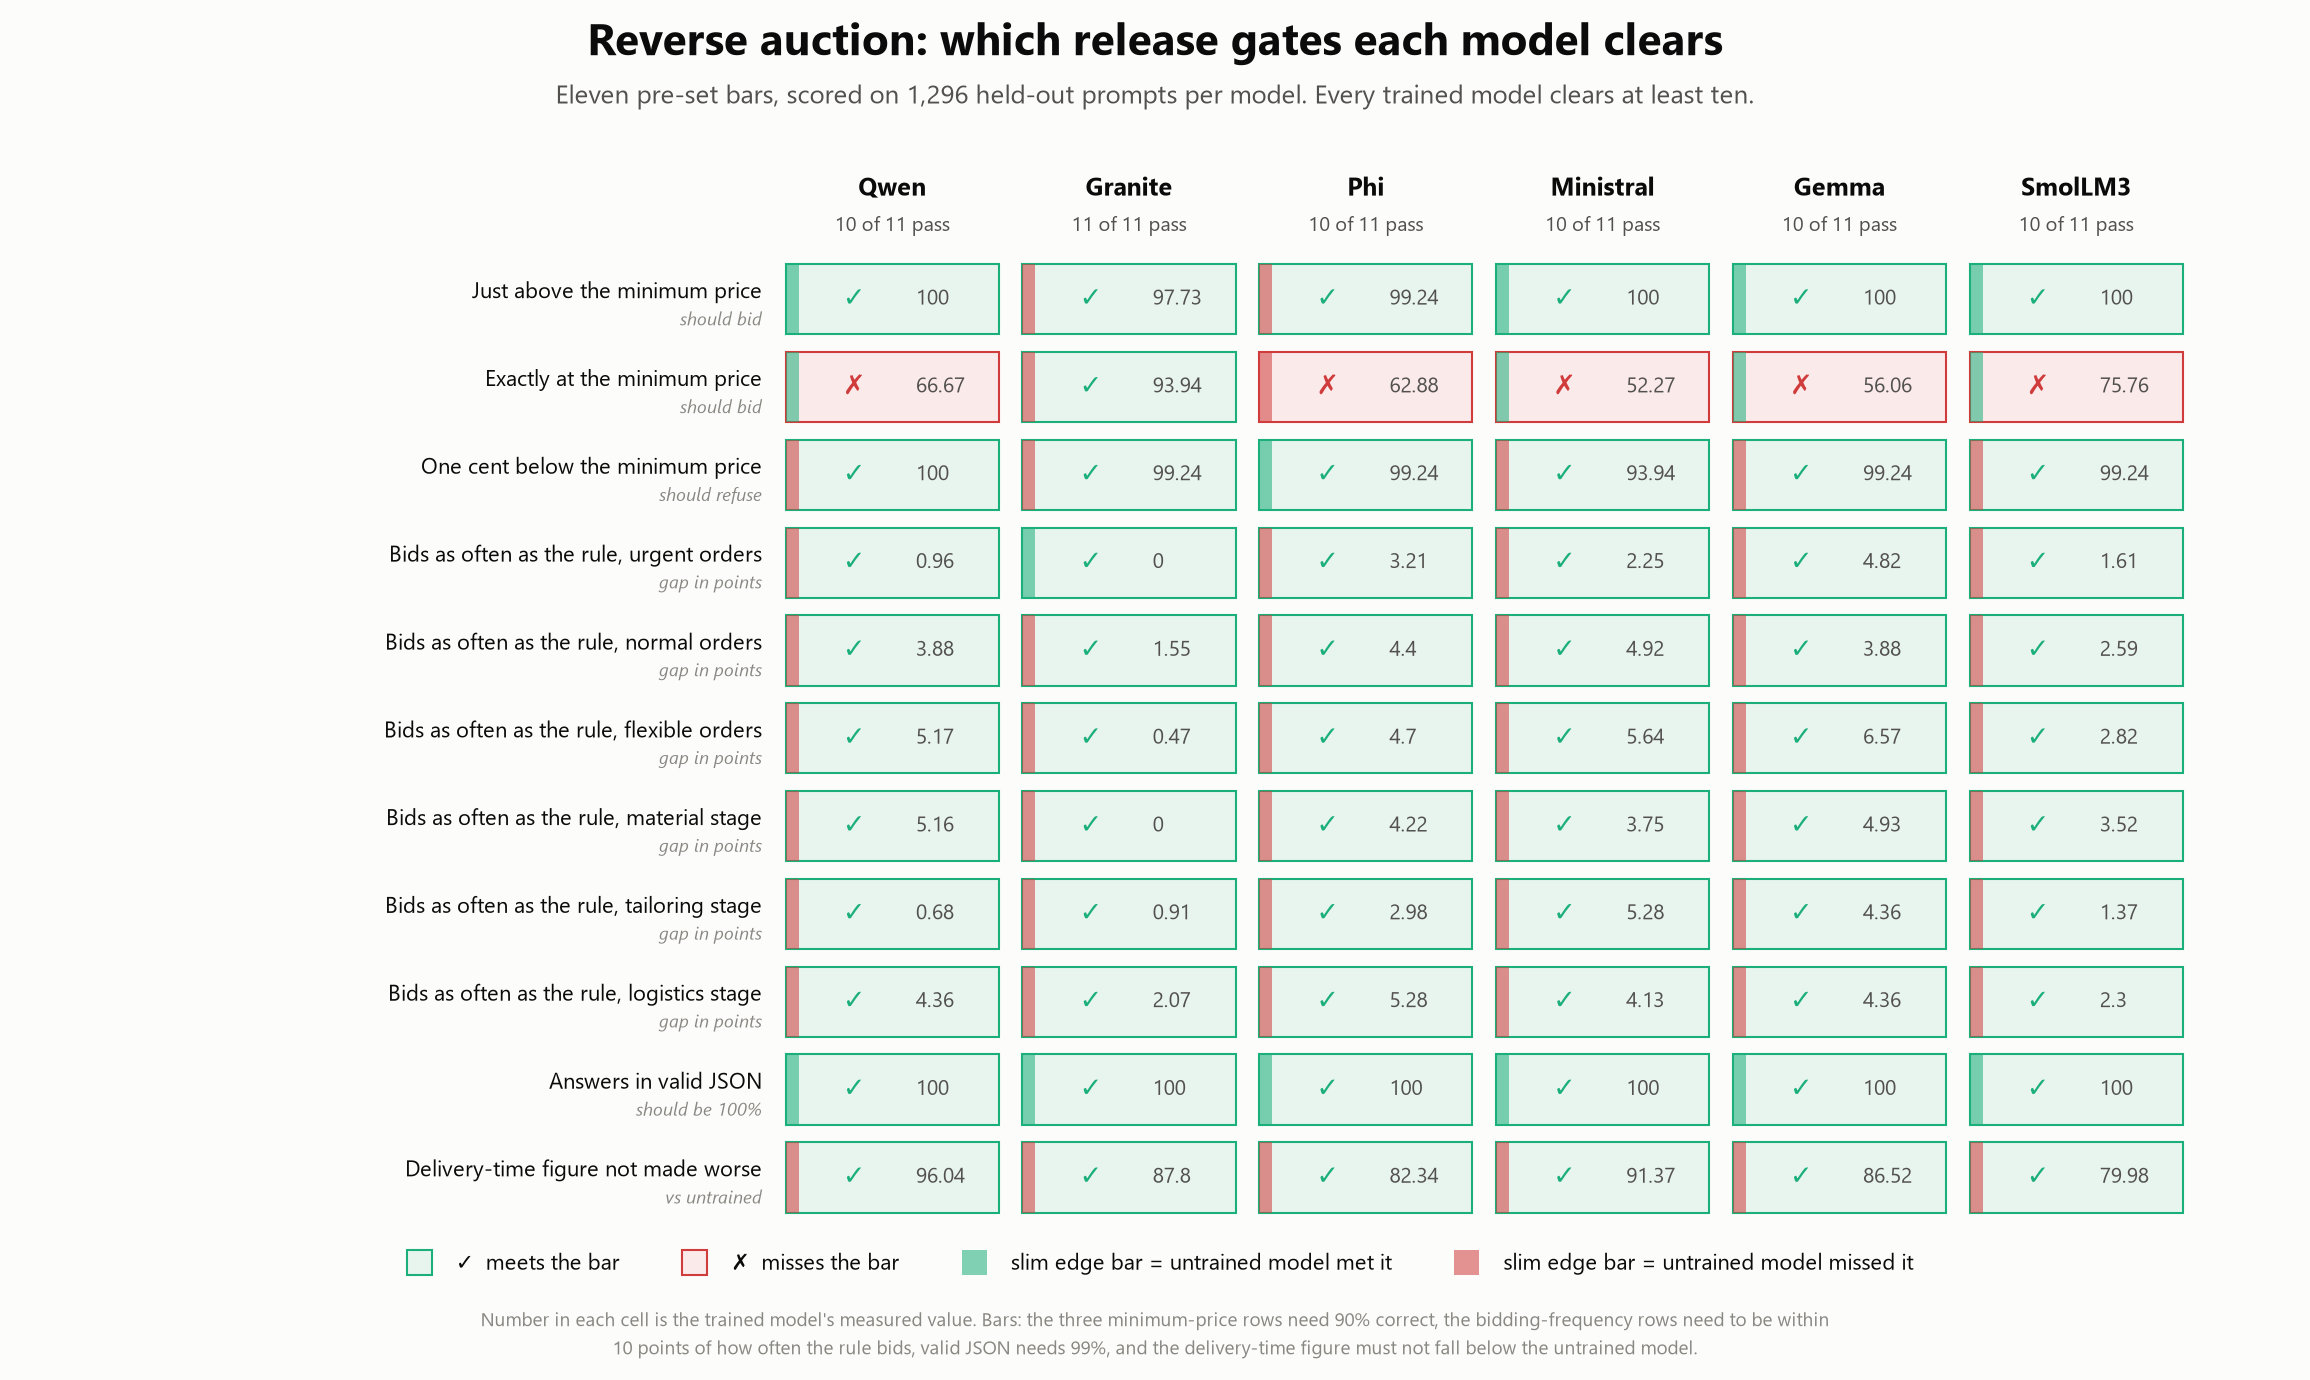 Reverse auction: which release gates each model clears
Eleven pre-set bars, scored on 1,296 held-out prompts per model. Every trained model clears at least ten.
Qwen Granite Phi Ministral Gemma SmolLM3
10 of 11 pass 11 of 11 pass 10 of 11 pass 10 of 11 pass 10 of 11 pass 10 of 11 pass
Just above the minimum price ✓ 100 ✓ 97.73 ✓ 99.24 ✓ 100 ✓ 100 ✓ 100
should bid
Exactly at the minimum price ✗ 66.67 ✓ 93.94 ✗ 62.88 ✗ 52.27 ✗ 56.06 ✗ 75.76
should bid
One cent below the minimum price ✓ 100 ✓ 99.24 ✓ 99.24 ✓ 93.94 ✓ 99.24 ✓ 99.24
should refuse
Bids as often as the rule, urgent orders ✓ 0.96 ✓ 0 ✓ 3.21 ✓ 2.25 ✓ 4.82 ✓ 1.61
gap in points
Bids as often as the rule, normal orders ✓ 3.88 ✓ 1.55 ✓ 4.4 ✓ 4.92 ✓ 3.88 ✓ 2.59
gap in points
Bids as often as the rule, flexible orders ✓ 5.17 ✓ 0.47 ✓ 4.7 ✓ 5.64 ✓ 6.57 ✓ 2.82
gap in points
Bids as often as the rule, material stage ✓ 5.16 ✓ 0 ✓ 4.22 ✓ 3.75 ✓ 4.93 ✓ 3.52
gap in points
Bids as often as the rule, tailoring stage ✓ 0.68 ✓ 0.91 ✓ 2.98 ✓ 5.28 ✓ 4.36 ✓ 1.37
gap in points
Bids as often as the rule, logistics stage ✓ 4.36 ✓ 2.07 ✓ 5.28 ✓ 4.13 ✓ 4.36 ✓ 2.3
gap in points
Answers in valid JSON ✓ 100 ✓ 100 ✓ 100 ✓ 100 ✓ 100 ✓ 100
should be 100%
Delivery-time figure not made worse ✓ 96.04 ✓ 87.8 ✓ 82.34 ✓ 91.37 ✓ 86.52 ✓ 79.98
vs untrained
✓ meets the bar ✗ misses the bar slim edge bar = untrained model met it slim edge bar = untrained model missed it
Number in each cell is the trained model's measured value. Bars: the three minimum-price rows need 90% correct, the bidding-frequency rows need to be within
10 points of how often the rule bids, valid JSON needs 99%, and the delivery-time figure must not fall below the untrained model.